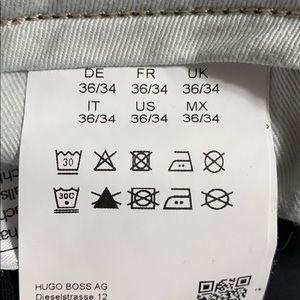 DE FR UK
36/34 36/34 36/34
IT US MX
36/34 36/34 36/34
30
30C
HUGO BOSS AG
Dieselstrasse 12